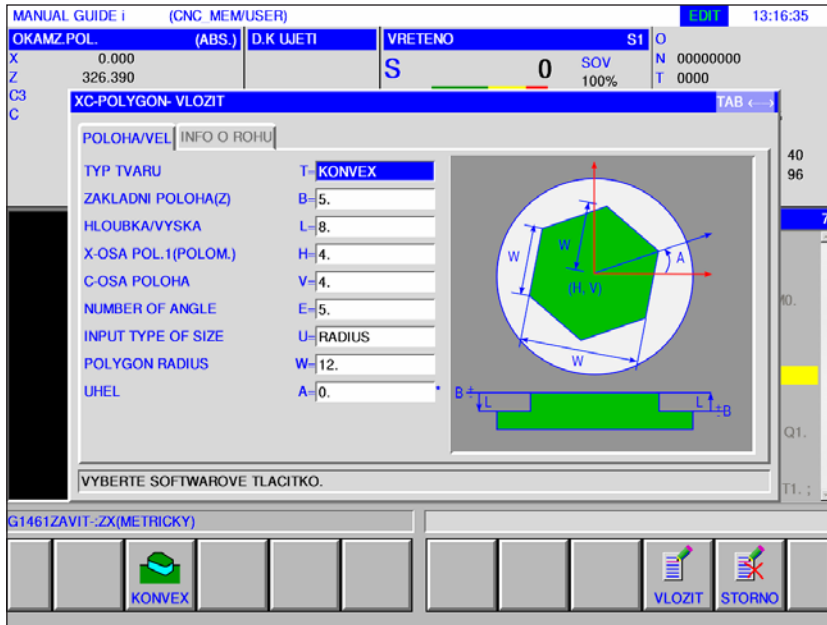 MANUAL GUIDE i (CNC_MEM/USER) EDIT 13:16:35
OKAMZ.POL. (ABS.) D.K UJETI VRETENO S1 O
X 0.000 S 0 SOV N 00000000
Z 326.390 100% T 0000
C3
C
XC-POLYGON- VLOZIT TAB ←→
POLOHA/VEL INFO O ROHU
TYP TVARU T=KONVEX
ZAKLADNI POLOHA(Z) B=5.
HLOUBKA/VYSKA L=8.
X-OSA POL.1(POLOM.) H=4.
C-OSA POLOHA V=4.
NUMBER OF ANGLE E=5.
INPUT TYPE OF SIZE U=RADIUS
POLYGON RADIUS W=12.
UHEL A=0. °
W W A
(H, V)
W
B ± L L ±B
40
96
7
Q1.
T1. ;
VYBERTE SOFTWAROVE TLACITKO.
G1461ZAVIT-:ZX(METRICKY)
KONVEX VLOZIT STORNO